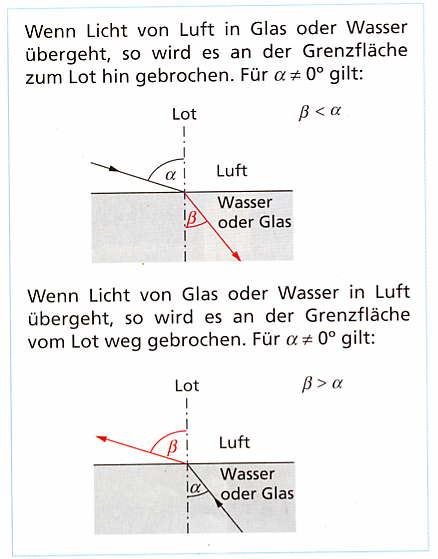 Wenn Licht von Luft in Glas oder Wasser
übergeht, so wird es an der Grenzfläche
zum Lot hin gebrochen. Für α ≠ 0° gilt:
Lot
β < α
α
Luft
β
Wasser
oder Glas
Wenn Licht von Glas oder Wasser in Luft
übergeht, so wird es an der Grenzfläche
vom Lot weg gebrochen. Für α ≠ 0° gilt:
Lot
β > α
β
Luft
α
Wasser
oder Glas